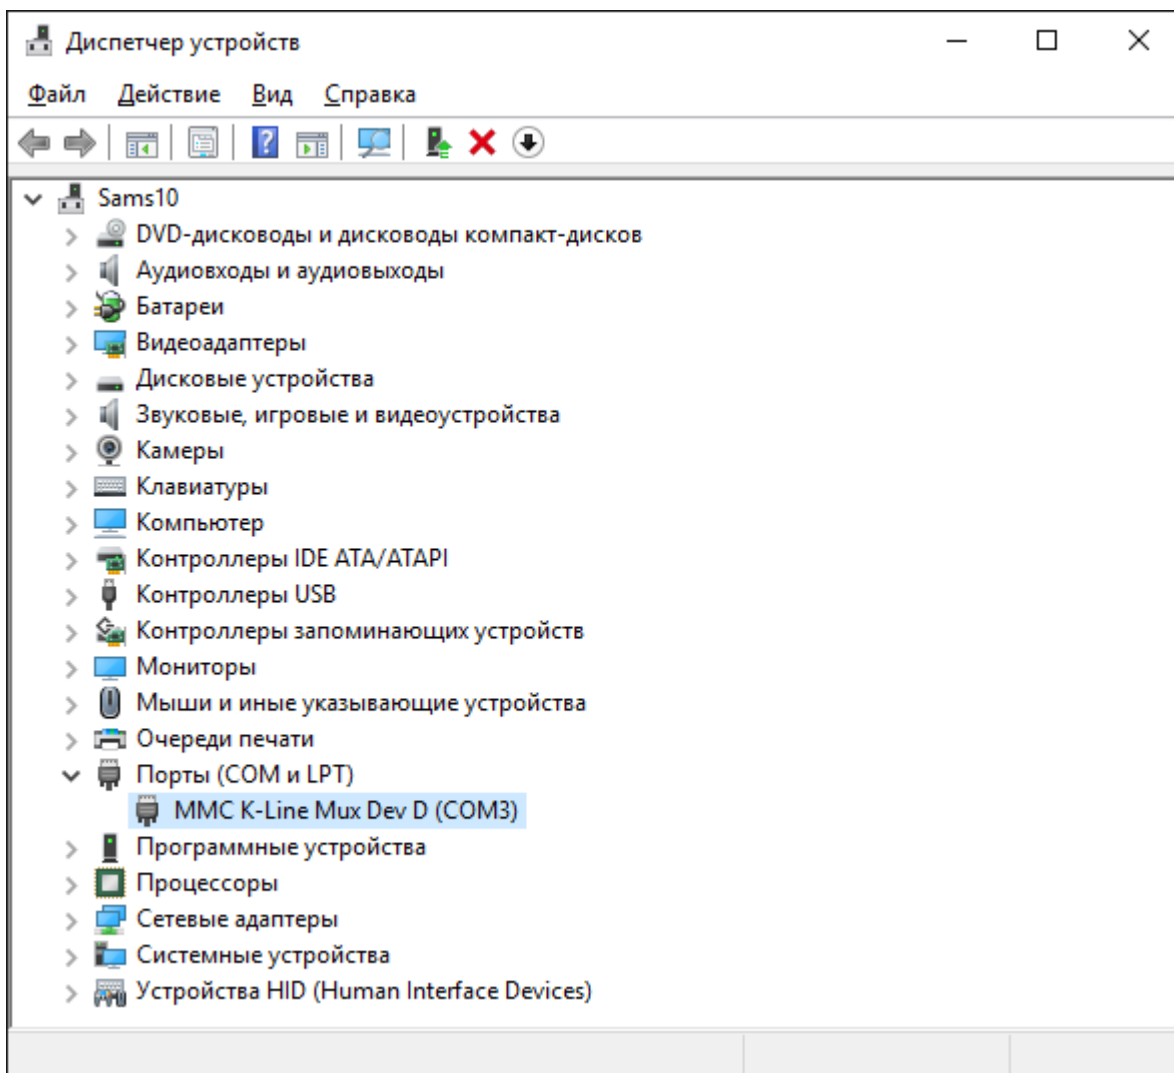 Диспетчер устройств
Файл Действие Вид Справка
Sams10
DVD-дисководы и дисководы компакт-дисков
Аудиовходы и аудиовыходы
Батареи
Видеоадаптеры
Дисковые устройства
Звуковые, игровые и видеоустройства
Камеры
Клавиатуры
Компьютер
Контроллеры IDE ATA/ATAPI
Контроллеры USB
Контроллеры запоминающих устройств
Мониторы
Мыши и иные указывающие устройства
Очереди печати
Порты (COM и LPT)
MMC K-Line Mux Dev D (COM3)
Программные устройства
Процессоры
Сетевые адаптеры
Системные устройства
Устройства HID (Human Interface Devices)